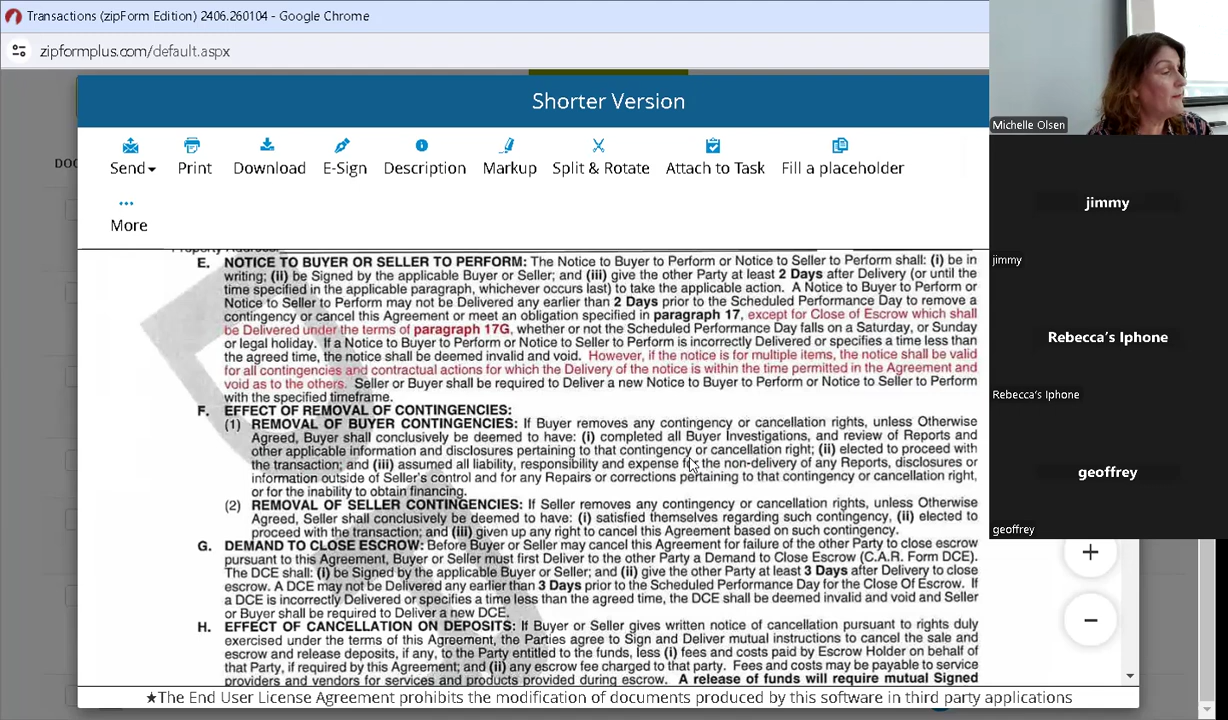 Transactions (zipForm Edition) 2406.260104 - Google Chrome
zipformplus.com/default.aspx
Shorter Version
Send
Print
Download
E-Sign
Description
Markup
Split & Rotate
Attach to Task
Fill a placeholder
More
E. NOTICE TO BUYER OR SELLER TO PERFORM: The Notice to Buyer to Perform or Notice to Seller to Perform shall: (i) be in
writing; (ii) be Signed by the applicable Buyer or Seller; and (iii) give the other Party at least 2 Days after Delivery (or until the
time specified in the applicable paragraph, whichever occurs last) to take the applicable action. A Notice to Buyer to Perform or
Notice to Seller to Perform may not be Delivered any earlier than 2 Days prior to the Scheduled Performance Day to remove a
contingency or cancel this Agreement or meet an obligation specified in paragraph 17, except for Close of Escrow which shall
be Delivered under the terms of paragraph 17G, whether or not the Scheduled Performance Day falls on a Saturday, or Sunday
or legal holiday. If a Notice to Buyer to Perform or Notice to Seller to Perform is incorrectly Delivered or specifies a time less than
the agreed time, the notice shall be deemed invalid and void. However, if the notice is for multiple items, the notice shall be valid
for all contingencies and contractual actions for which the Delivery of the notice is within the time permitted in the Agreement and
void as to the others. Seller or Buyer shall be required to Deliver a new Notice to Buyer to Perform or Notice to Seller to Perform
with the specified timeframe.
F. EFFECT OF REMOVAL OF CONTINGENCIES:
(1) REMOVAL OF BUYER CONTINGENCIES: If Buyer removes any contingency or cancellation rights, unless Otherwise
Agreed, Buyer shall conclusively be deemed to have: (i) completed all Buyer Investigations, and review of Reports and
other applicable information and disclosures pertaining to that contingency or cancellation right; (ii) elected to proceed with
the transaction; and (iii) assumed all liability, responsibility and expense for the non-delivery of any Reports, disclosures or
information outside of Seller's control and for any Repairs or corrections pertaining to that contingency or cancellation right,
or for the inability to obtain financing.
(2) REMOVAL OF SELLER CONTINGENCIES: If Seller removes any contingency or cancellation rights, unless Otherwise
Agreed, Seller shall conclusively be deemed to have: (i) satisfied themselves regarding such contingency, (ii) elected to
proceed with the transaction; and (iii) given up any right to cancel this Agreement based on such contingency.
G. DEMAND TO CLOSE ESCROW: Before Buyer or Seller may cancel this Agreement for failure of the other Party to close escrow
pursuant to this Agreement, Buyer or Seller must first Deliver to the other Party a Demand to Close Escrow (C.A.R. Form DCE).
The DCE shall: (i) be Signed by the applicable Buyer or Seller; and (ii) give the other Party at least 3 Days after Delivery to close
escrow. A DCE may not be Delivered any earlier than 3 Days prior to the Scheduled Performance Day for the Close Of Escrow. If
a DCE is incorrectly Delivered or specifies a time less than the agreed time, the DCE shall be deemed invalid and void and Seller
or Buyer shall be required to Deliver a new DCE.
H. EFFECT OF CANCELLATION ON DEPOSITS: If Buyer or Seller gives written notice of cancellation pursuant to rights duly
exercised under the terms of this Agreement, the Parties agree to Sign and Deliver mutual instructions to cancel the sale and
escrow and release deposits, if any, to the Party entitled to the funds, less (i) fees and costs paid by Escrow Holder on behalf of
that Party, if required by this Agreement; and (ii) any escrow fee charged to that party. Fees and costs may be payable to service
providers and vendors for services and products provided during escrow. A release of funds will require mutual Signed
★The End User License Agreement prohibits the modification of documents produced by this software in third party applications
Michelle Olsen
jimmy
jimmy
Rebecca's Iphone
Rebecca's Iphone
geoffrey
geoffrey